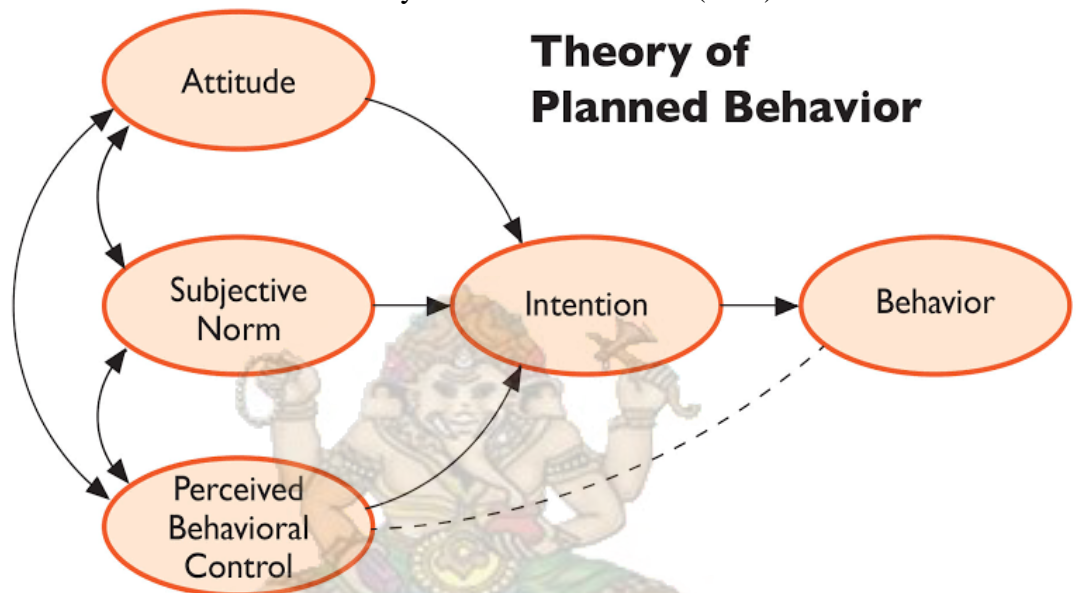 Theory of
Planned Behavior
Attitude
Subjective
Norm
Intention
Behavior
Perceived
Behavioral
Control